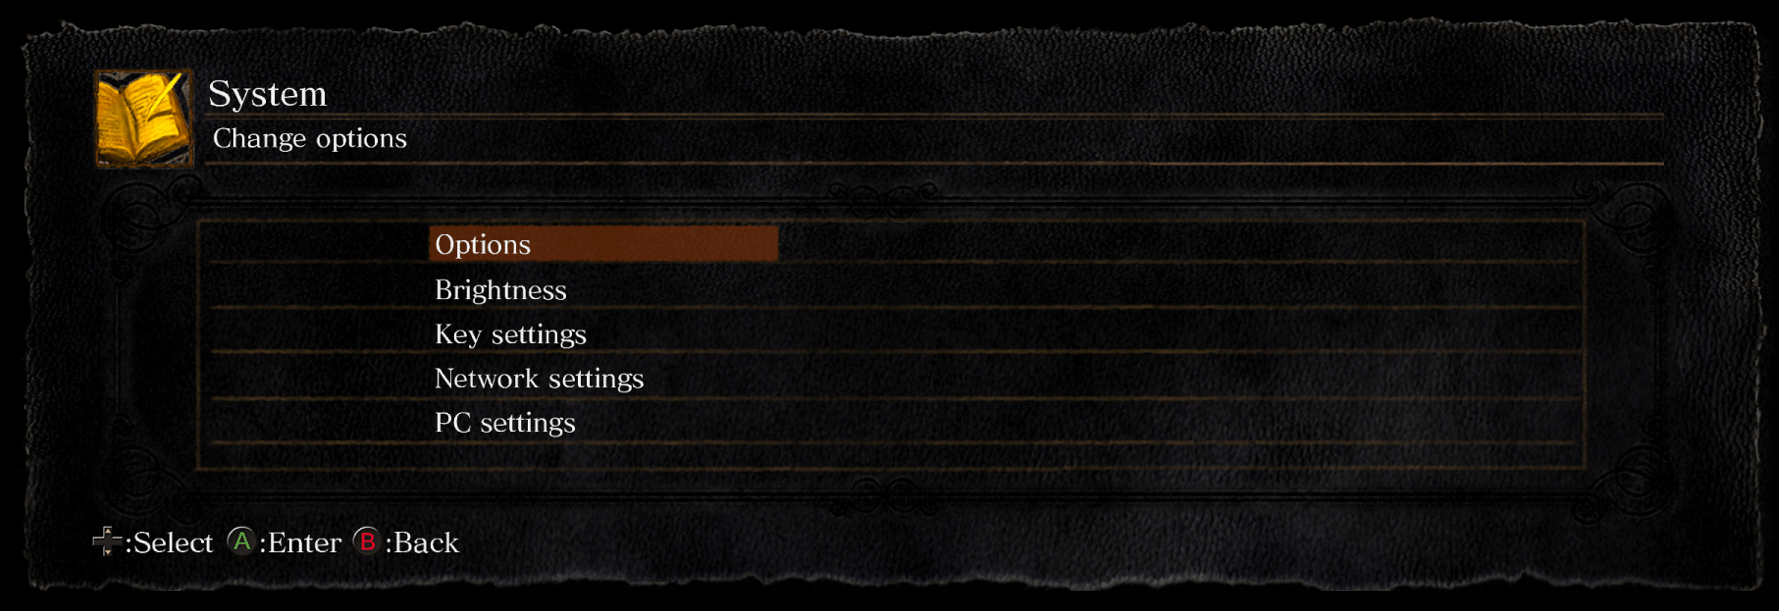 System
Change options
Options
Brightness
Key settings
Network settings
PC settings
:Select A:Enter B:Back